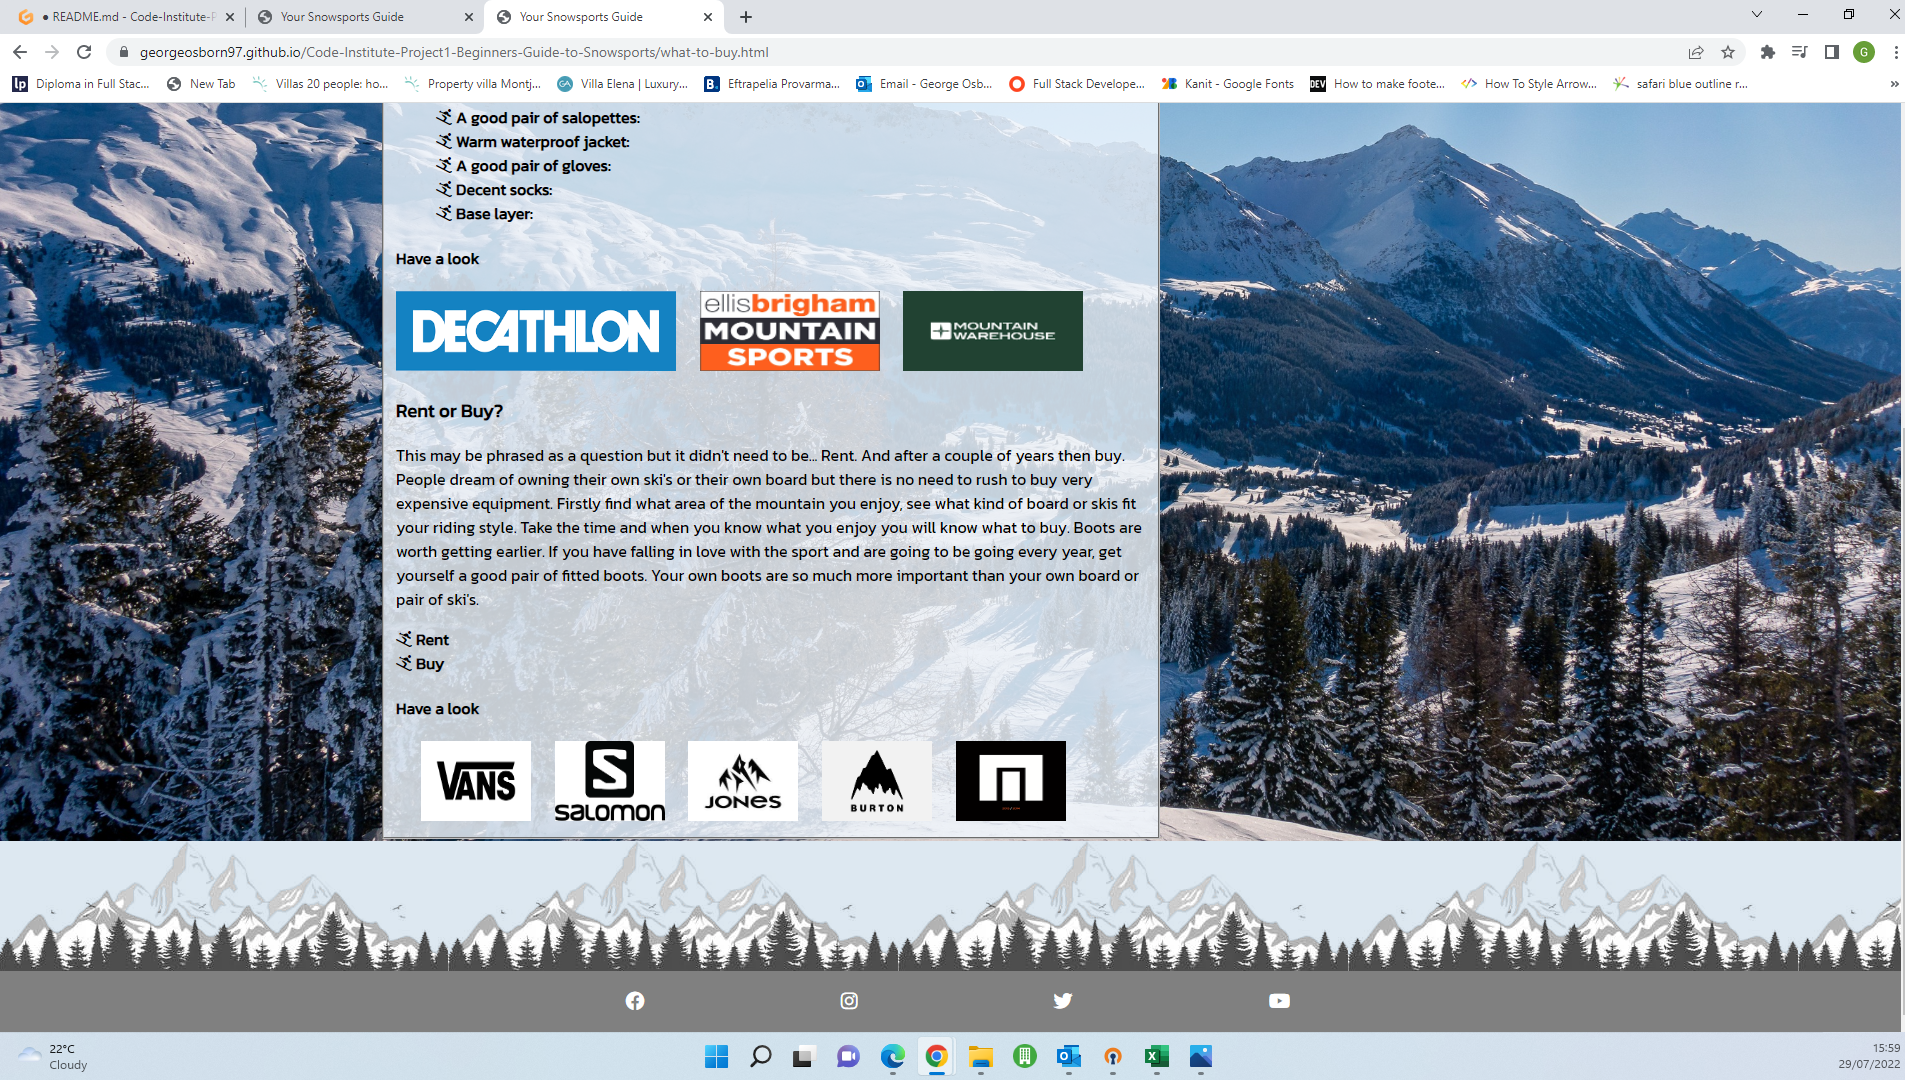 README.md - Code-Institute-P
Your Snowsports Guide
Your Snowsports Guide
georgeosborn97.github.io/Code-Institute-Project1-Beginners-Guide-to-Snowsports/what-to-buy.html
G
lp Diploma in Full Stac...
New Tab
Villas 20 people: ho...
Property villa Montj...
GA Villa Elena | Luxury...
B. Eftrapelia Provarma...
Email - George Osb...
Full Stack Develope...
Kanit - Google Fonts
DEV How to make foote...
How To Style Arrow...
safari blue outline r...
A good pair of salopettes:
Warm waterproof jacket:
A good pair of gloves:
Decent socks:
Base layer:
Have a look
DECATHLON
ellisbrigham
MOUNTAIN
SPORTS
MOUNTAIN
WAREHOUSE
Rent or Buy?
This may be phrased as a question but it didn't need to be... Rent. And after a couple of years then buy.
People dream of owning their own ski's or their own board but there is no need to rush to buy very
expensive equipment. Firstly find what area of the mountain you enjoy, see what kind of board or skis fit
your riding style. Take the time and when you know what you enjoy you will know what to buy. Boots are
worth getting earlier. If you have falling in love with the sport and are going to be going every year, get
yourself a good pair of fitted boots. Your own boots are so much more important than your own board or
pair of ski's.
Rent
Buy
Have a look
VANS
S
SALOMON
JONES
BURTON
22°C
Cloudy
15:59
29/07/2022